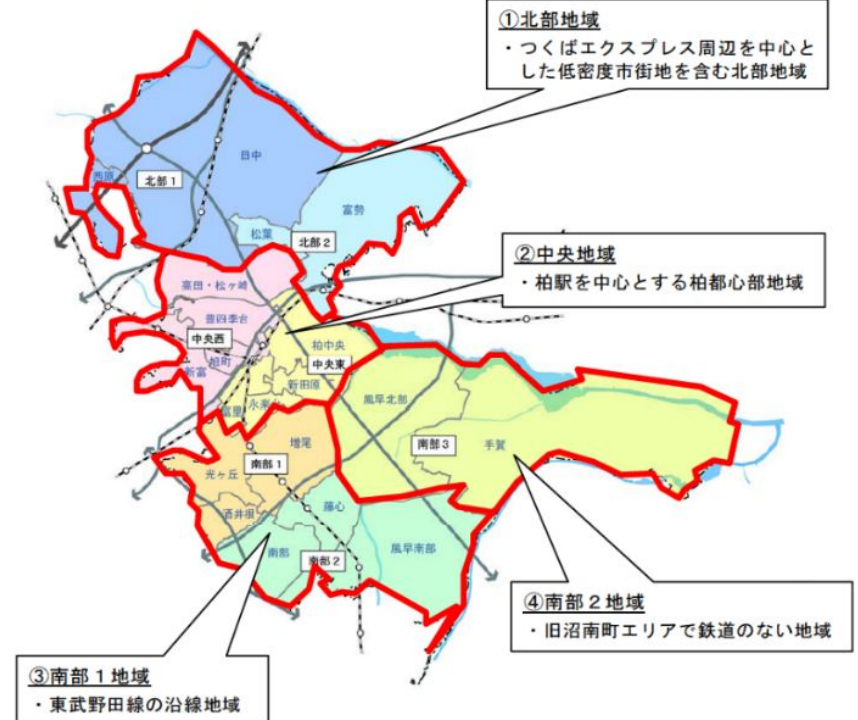 ①北部地域
・つくばエクスプレス周辺を中心と
した低密度市街地を含む北部地域
田中
西原
北部1
富勢
松葉
北部2
②中央地域
・柏駅を中心とする柏都心部地域
高田・松ヶ崎
豊四季台
中央西
旭町
新富
柏中央
中央東
新田原
富里
永楽台
風早北部
南部3
手賀
増尾
南部1
光ヶ丘
酒井根
藤心
南部
南部2
風早南部
④南部2地域
・旧沼南町エリアで鉄道のない地域
③南部1地域
・東武野田線の沿線地域